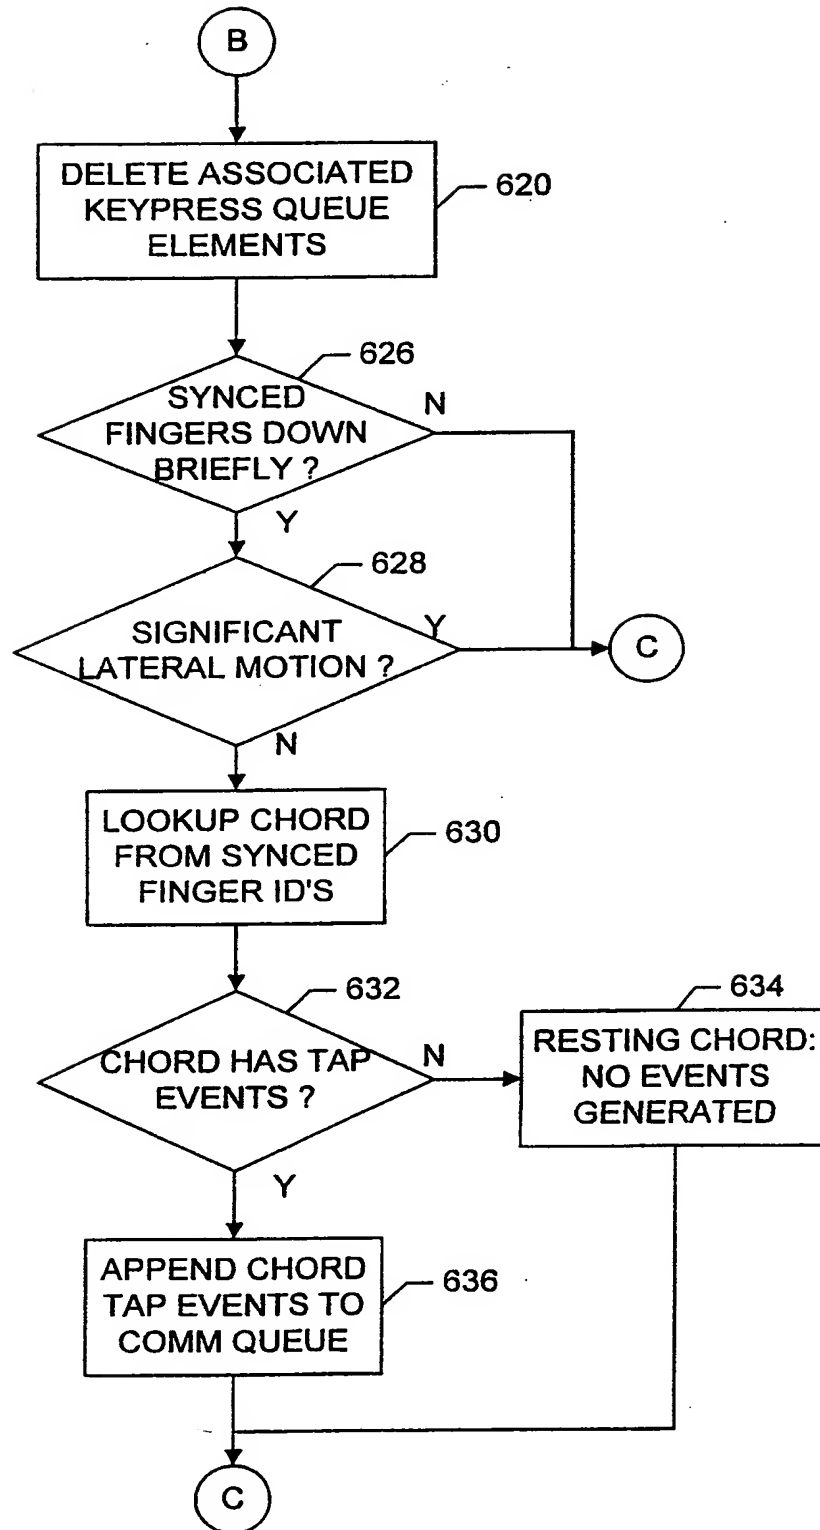 B
DELETE ASSOCIATED
KEYPRESS QUEUE
ELEMENTS
620
626
SYNCED
FINGERS DOWN
BRIEFLY ?
N
Y
628
SIGNIFICANT
LATERAL MOTION ?
Y
C
N
LOOKUP CHORD
FROM SYNCED
FINGER ID'S
630
632
CHORD HAS TAP
EVENTS ?
N
634
RESTING CHORD:
NO EVENTS
GENERATED
Y
APPEND CHORD
TAP EVENTS TO
COMM QUEUE
636
C